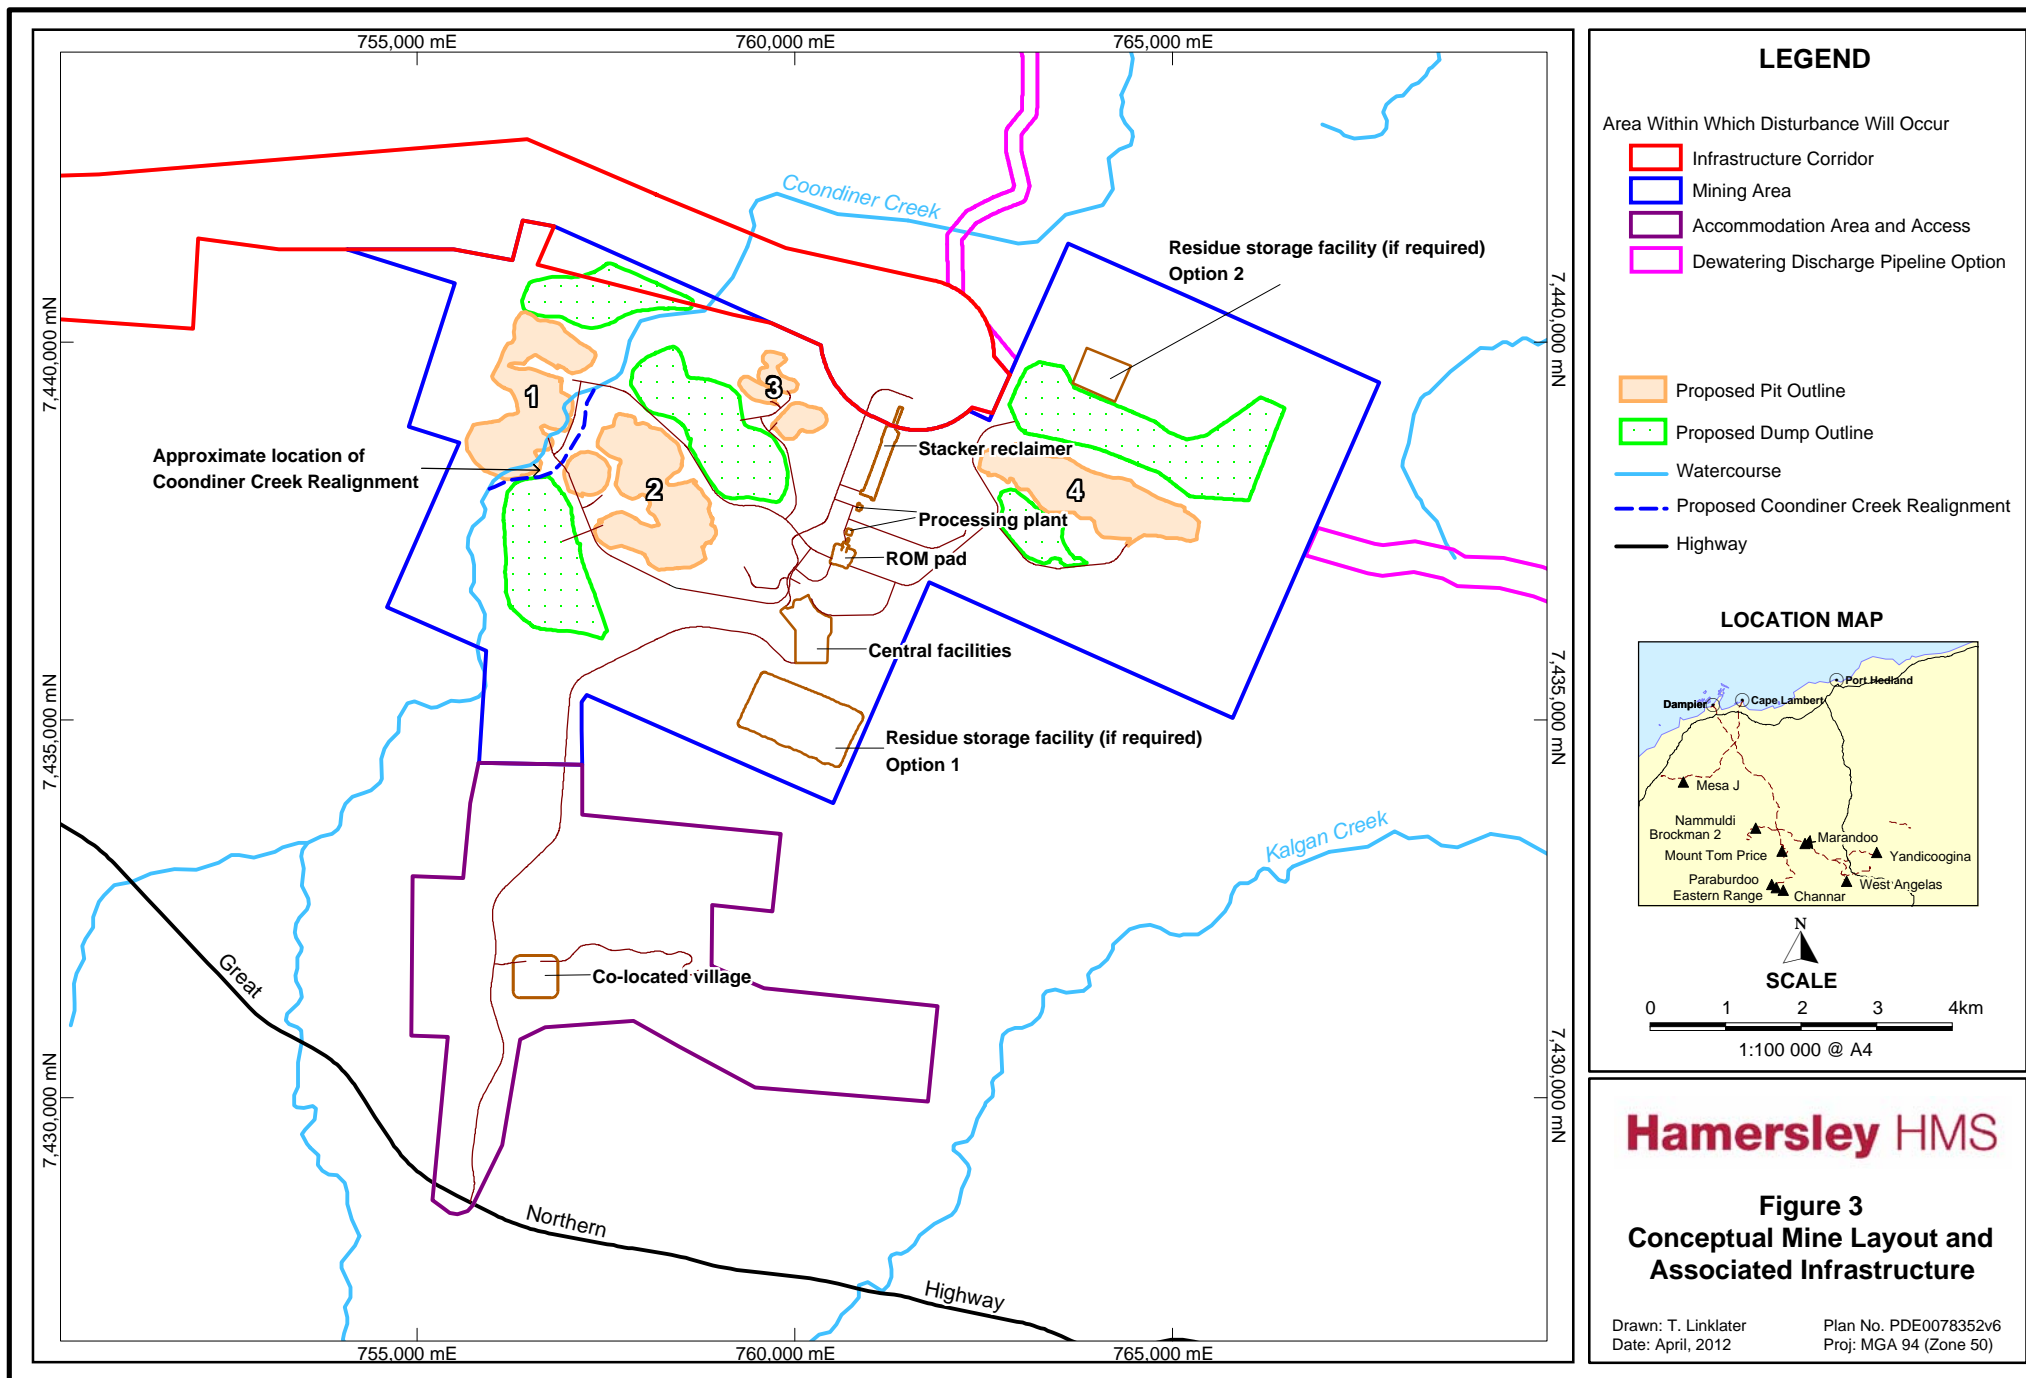 755,000 mE
760,000 mE
765,000 mE
Coondiner Creek
Residue storage facility (if required)
Option 2
7,440,000 mN
7,440,000 mN
1
3
Approximate location of
Coondiner Creek Realignment
2
Stacker reclaimer
4
Processing plant
ROM pad
Central facilities
7,435,000 mN
7,435,000 mN
Residue storage facility (if required)
Option 1
Kalgan Creek
Great
Co-located village
7,430,000 mN
7,430,000 mN
Northern
Highway
755,000 mE
760,000 mE
765,000 mE
LEGEND
Area Within Which Disturbance Will Occur
Infrastructure Corridor
Mining Area
Accommodation Area and Access
Dewatering Discharge Pipeline Option
Proposed Pit Outline
Proposed Dump Outline
Watercourse
Proposed Coondiner Creek Realignment
Highway
LOCATION MAP
Port Hedland
Cape Lambert
Dampier
Mesa J
Nammuldi
Brockman 2
Marandoo
Mount Tom Price
Yandicoogina
Paraburdoo
West Angelas
Eastern Range
Channar
N
SCALE
0 1 2 3 4km
1:100 000 @ A4
Hamersley HMS
Figure 3
Conceptual Mine Layout and
Associated Infrastructure
Drawn: T. Linklater
Plan No. PDE0078352v6
Date: April, 2012
Proj: MGA 94 (Zone 50)